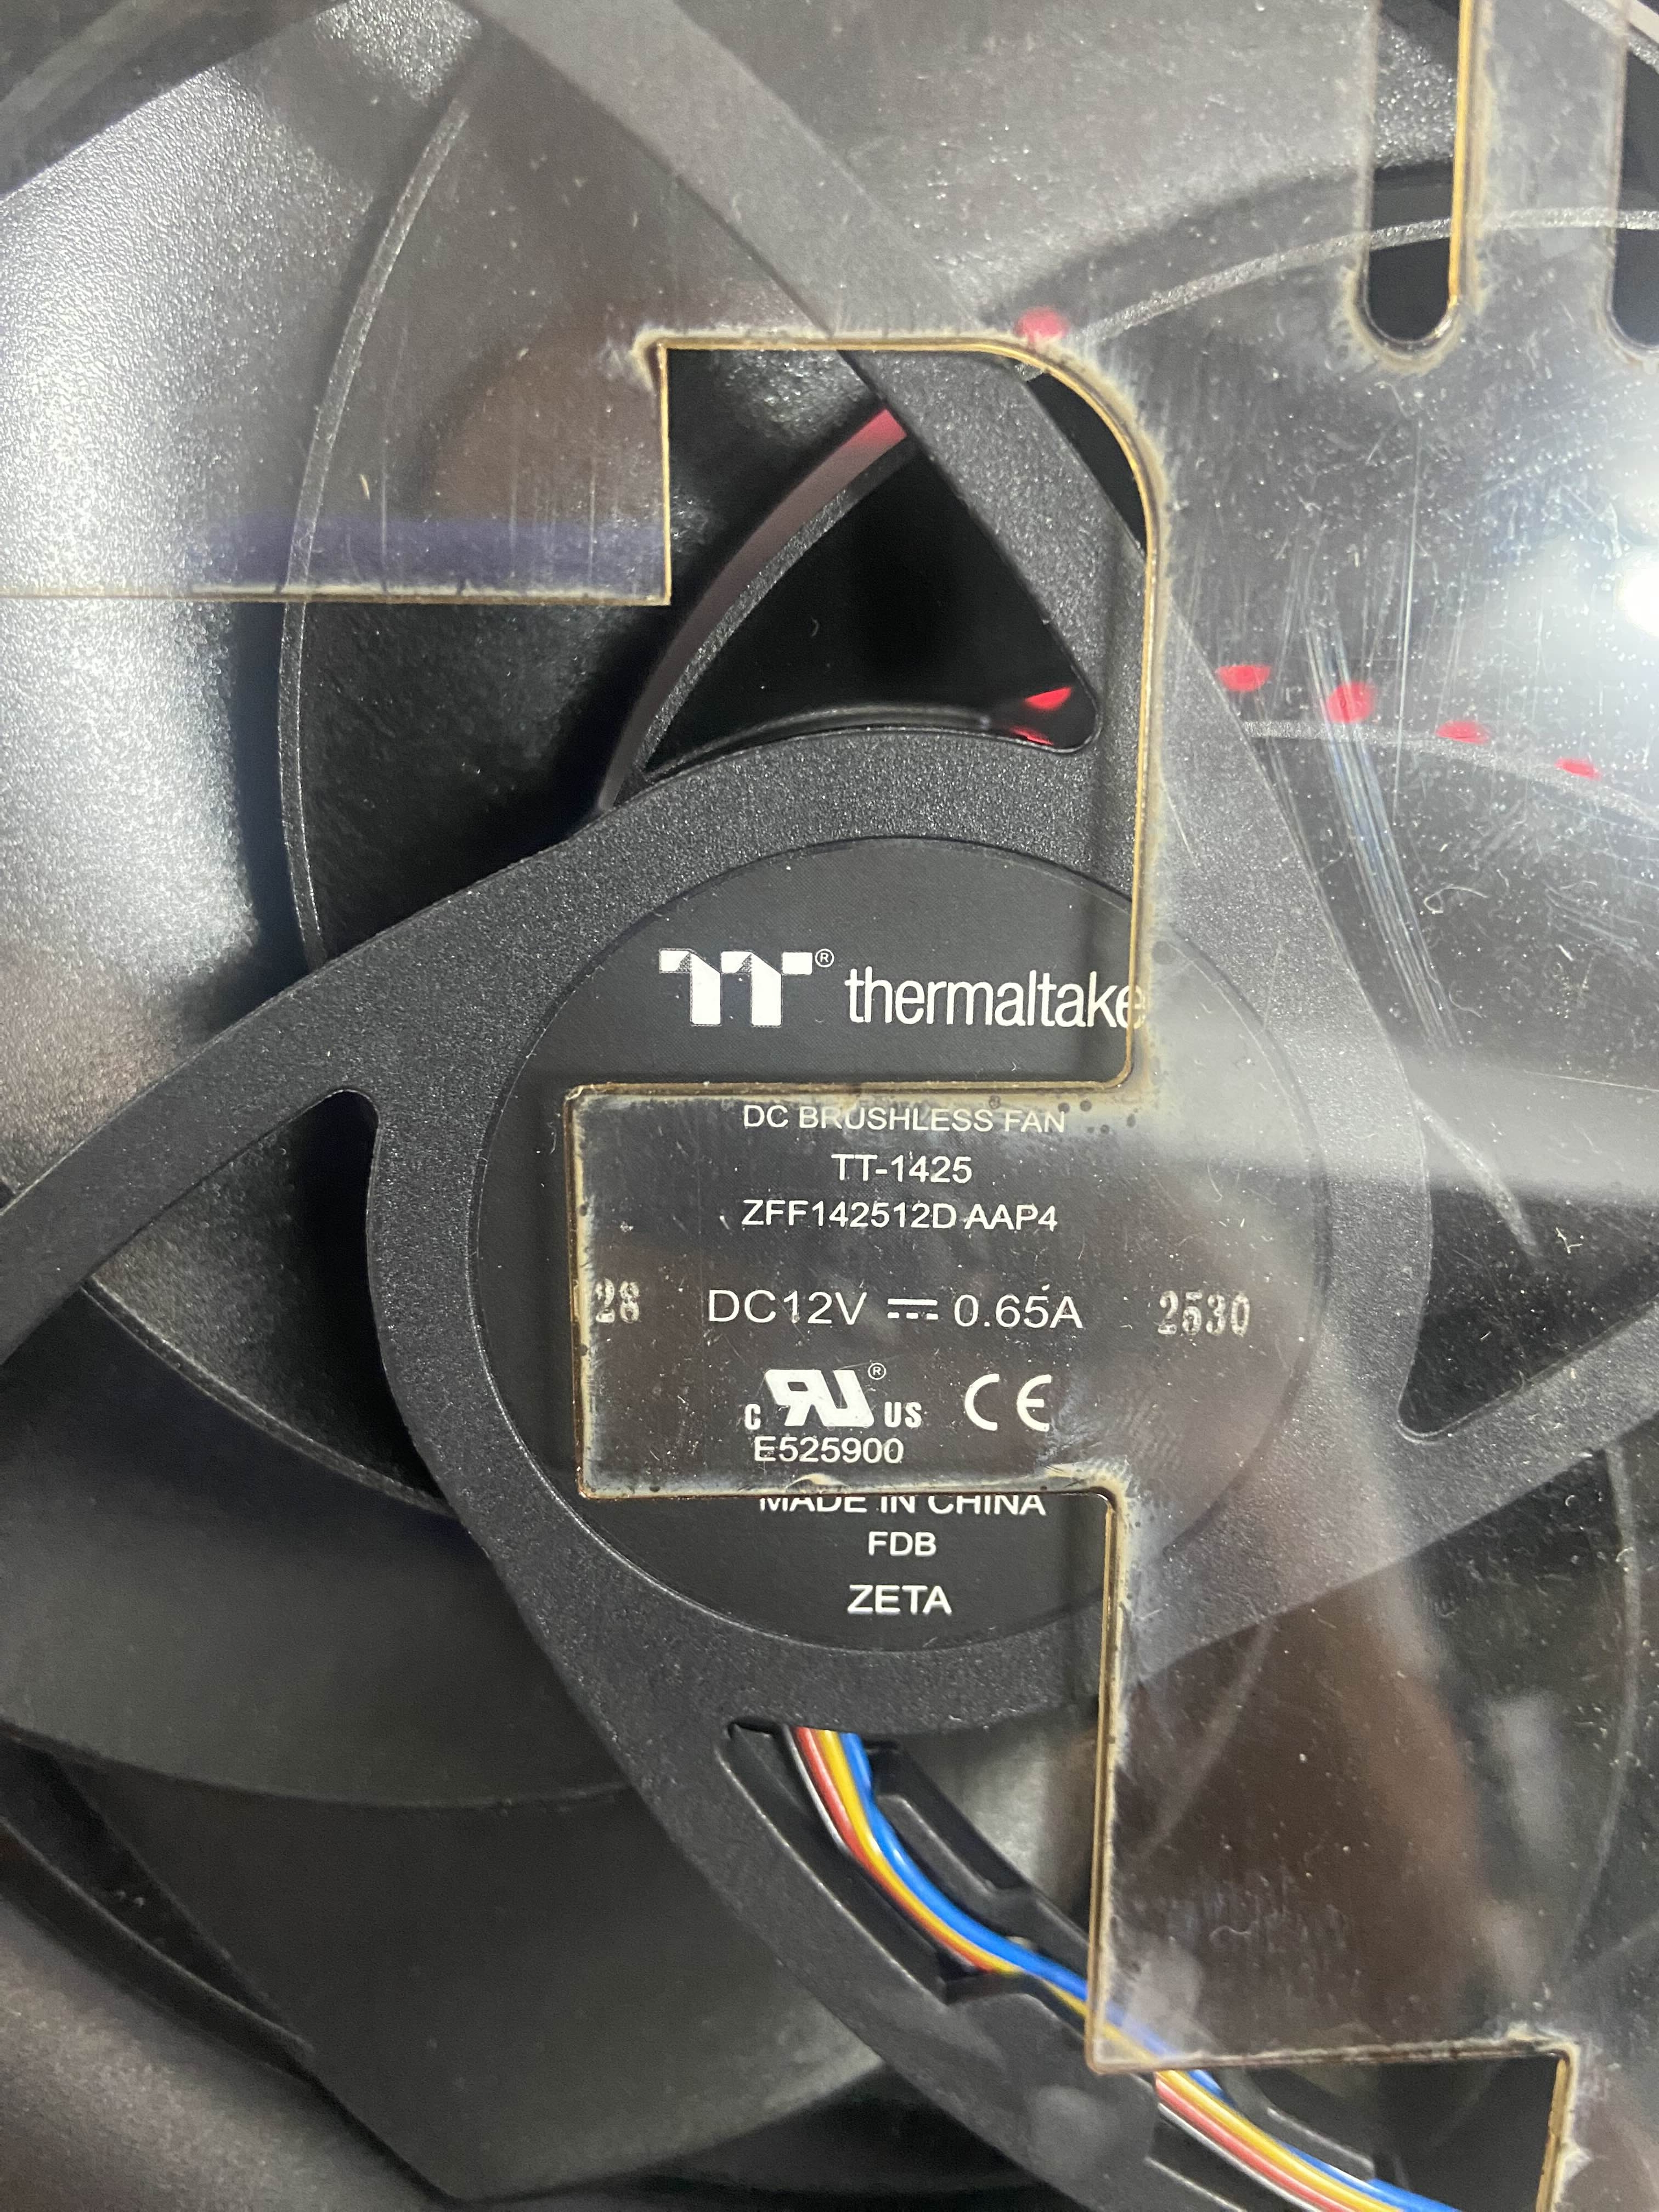 TT® thermaltake
DC BRUSHLESS FAN
TT-1425
ZFF142512D AAP4
28 DC12V ⎓ 0.65A 2530
c RU® US CE
E525900
MADE IN CHINA
FDB
ZETA